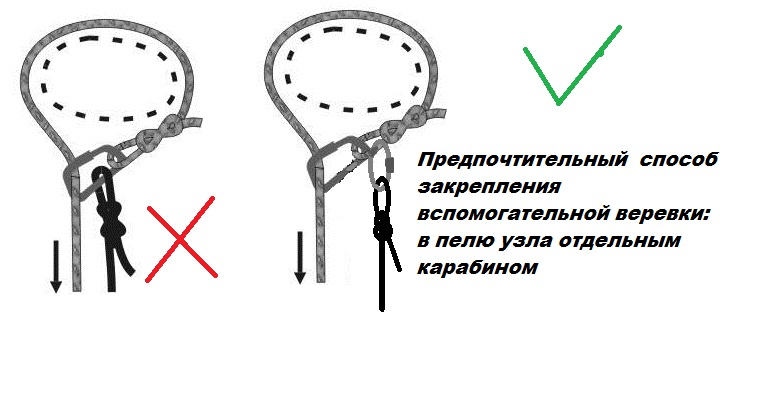 Предпочтительный способ
закрепления
вспомогательной веревки:
в пелю узла отдельным
карабином